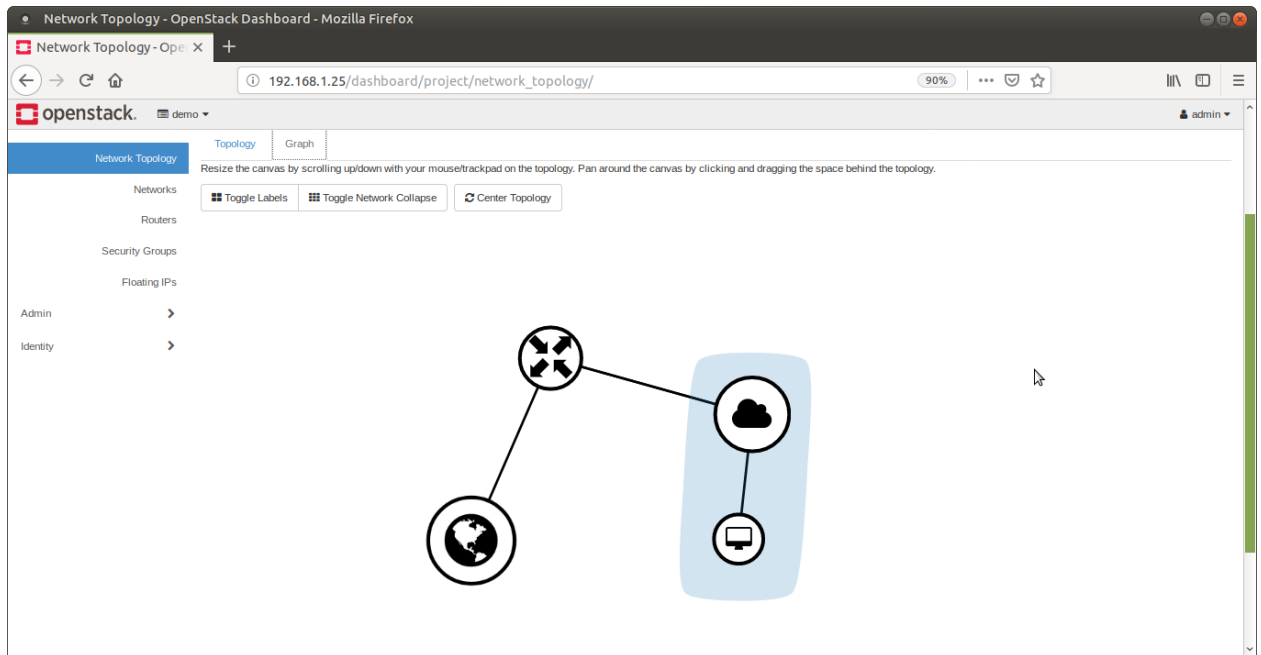 Network Topology - OpenStack Dashboard - Mozilla Firefox
Network Topology - Ope
192.168.1.25/dashboard/project/network_topology/
90%
openstack.
demo
admin
Network Topology
Networks
Routers
Security Groups
Floating IPs
Admin
Identity
Topology
Graph
Resize the canvas by scrolling up/down with your mouse/trackpad on the topology. Pan around the canvas by clicking and dragging the space behind the topology.
Toggle Labels
Toggle Network Collapse
Center Topology